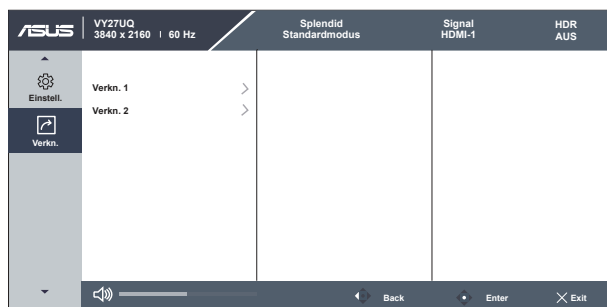 ASUS
VY27UQ
3840 x 2160 | 60 Hz
Splendid
Standardmodus
Signal
HDMI-1
HDR
AUS
Einstell.
Verkn.
Verkn. 1
Verkn. 2
Back
Enter
Exit